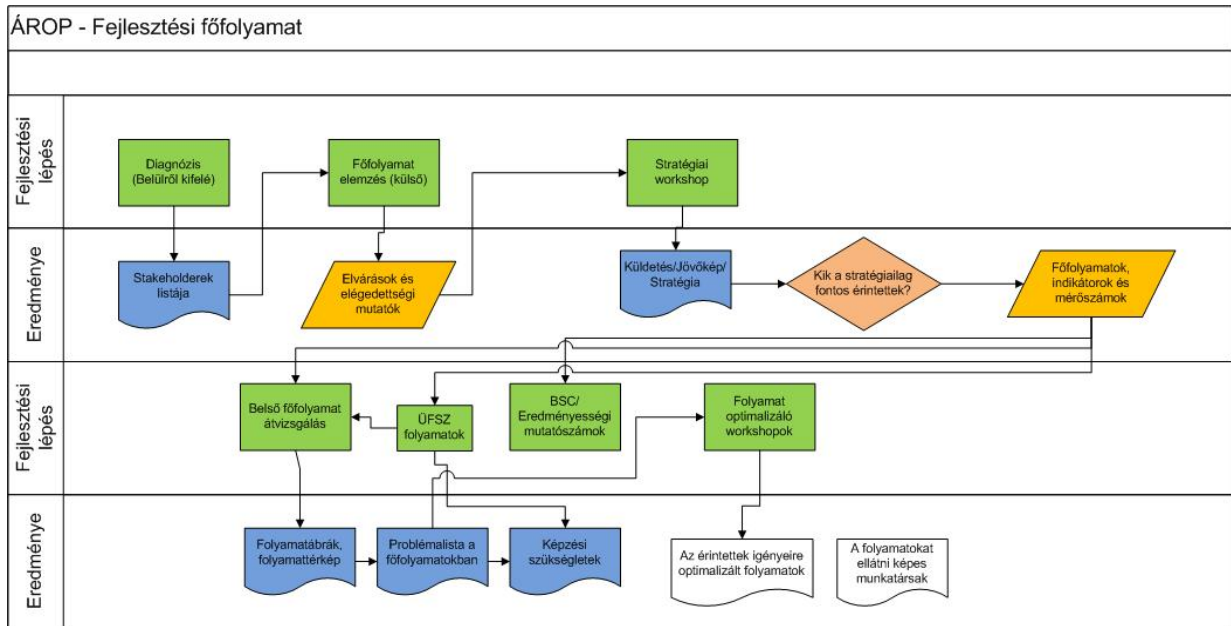 ÁROP - Fejlesztési főfolyamat
Fejlesztési
lépés
Diagnózis
(Belülről kifelé)
Főfolyamat
elemzés (külső)
Stratégiai
workshop
Eredménye
Stakeholderek
listája
Elvárások és
elégedettségi
mutatók
Küldetés/Jövőkép/
Stratégia
Kik a stratégiailag
fontos érintettek?
Főfolyamatok,
indikátorok és
mérőszámok
Fejlesztési
lépés
Belső főfolyamat
átvizsgálás
ÜFSZ
folyamatok
BSC/
Eredményességi
mutatószámok
Folyamat
optimalizáló
workshopok
Eredménye
Folyamatábrák,
folyamattérkép
Problémalista a
főfolyamatokban
Képzési
szükségletek
Az érintettek igényeire
optimalizált folyamatok
A folyamatokat
ellátni képes
munkatársak